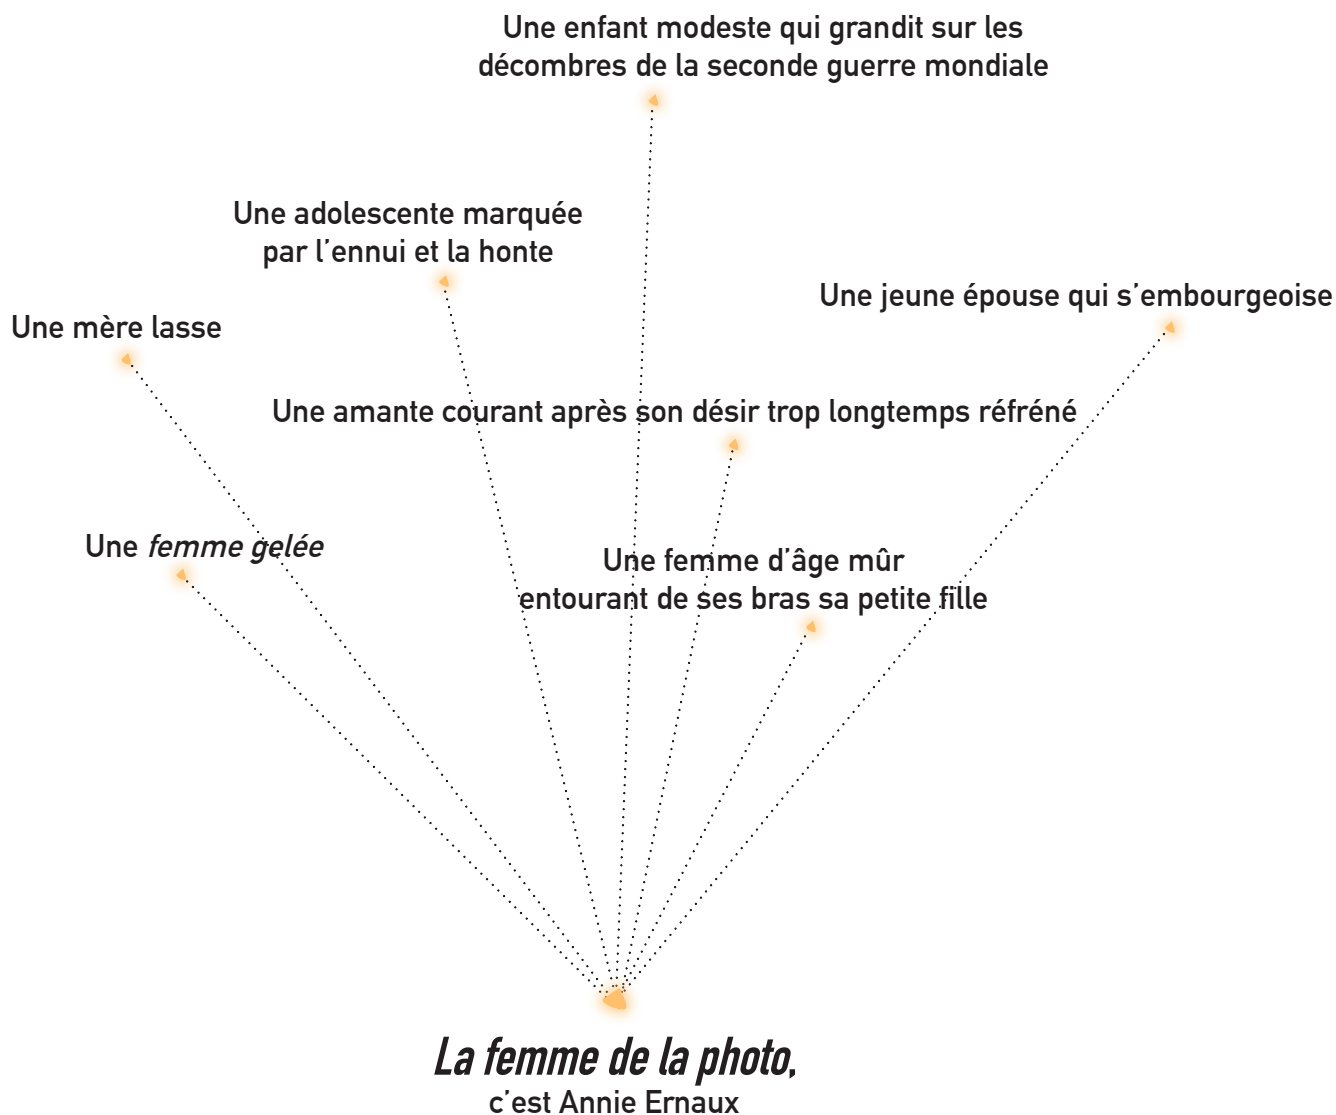 Une enfant modeste qui grandit sur les
décombres de la seconde guerre mondiale
Une adolescente marquée
par l’ennui et la honte
Une jeune épouse qui s’embourgeoise
Une mère lasse
Une amante courant après son désir trop longtemps réfréné
Une femme gelée
Une femme d’âge mûr
entourant de ses bras sa petite fille
La femme de la photo,
c’est Annie Ernaux